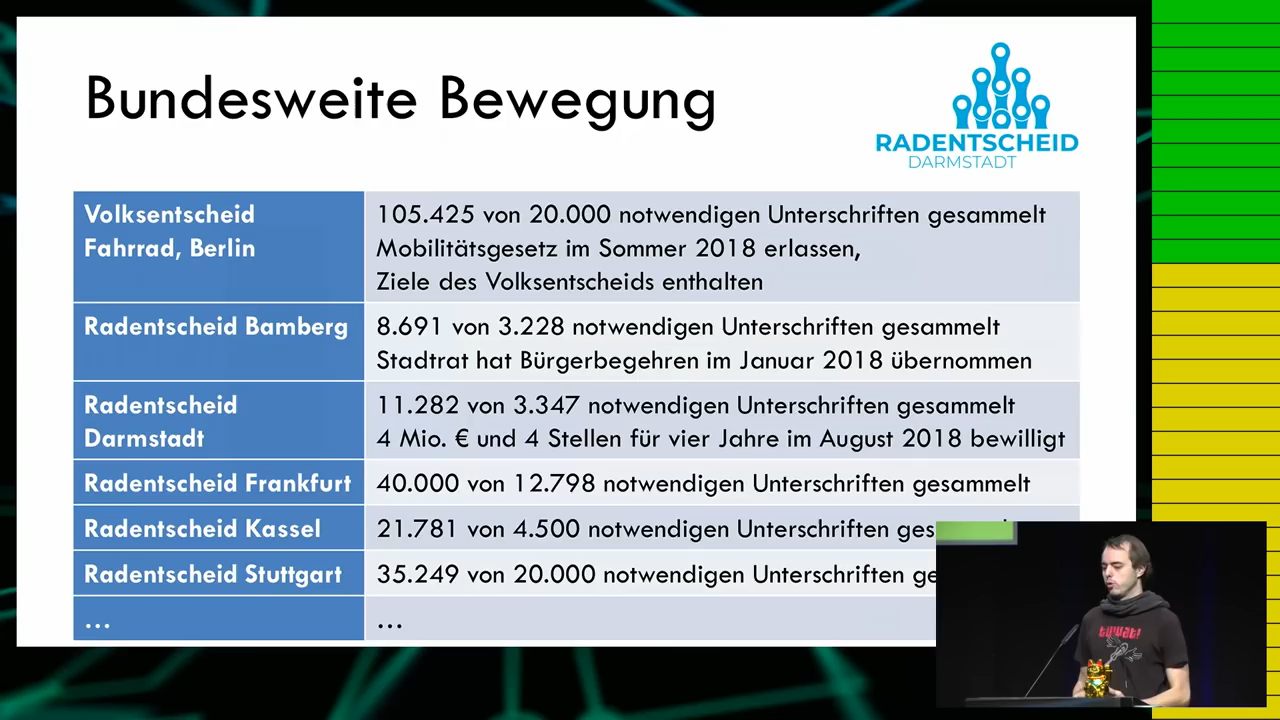 Bundesweite Bewegung
RADENTSCHEID
DARMSTADT
Volksentscheid
Fahrrad, Berlin
105.425 von 20.000 notwendigen Unterschriften gesammelt
Mobilitätsgesetz im Sommer 2018 erlassen,
Ziele des Volksentscheids enthalten
Radentscheid Bamberg
8.691 von 3.228 notwendigen Unterschriften gesammelt
Stadtrat hat Bürgerbegehren im Januar 2018 übernommen
Radentscheid
Darmstadt
11.282 von 3.347 notwendigen Unterschriften gesammelt
4 Mio. € und 4 Stellen für vier Jahre im August 2018 bewilligt
Radentscheid Frankfurt
40.000 von 12.798 notwendigen Unterschriften gesammelt
Radentscheid Kassel
21.781 von 4.500 notwendigen Unterschriften
Radentscheid Stuttgart
35.249 von 20.000 notwendigen Unterschriften
...
...
tuwat!